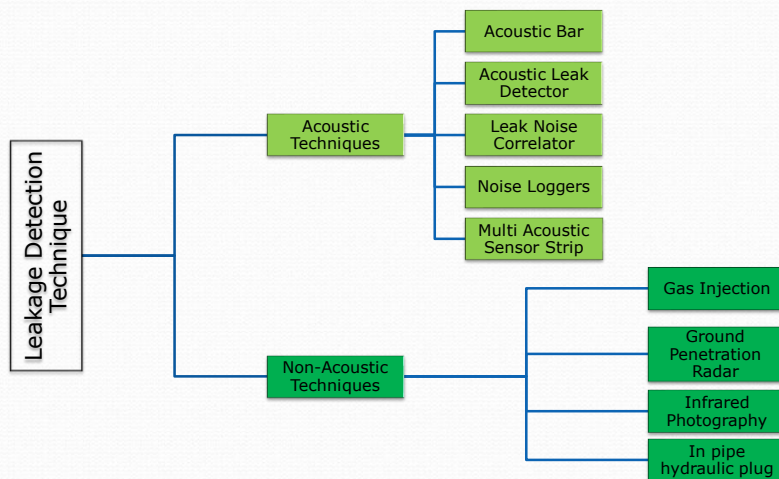 Leakage Detection
Technique
Acoustic
Techniques
Acoustic Bar
Acoustic Leak
Detector
Leak Noise
Correlator
Noise Loggers
Multi Acoustic
Sensor Strip
Non-Acoustic
Techniques
Gas Injection
Ground
Penetration
Radar
Infrared
Photography
In pipe
hydraulic plug